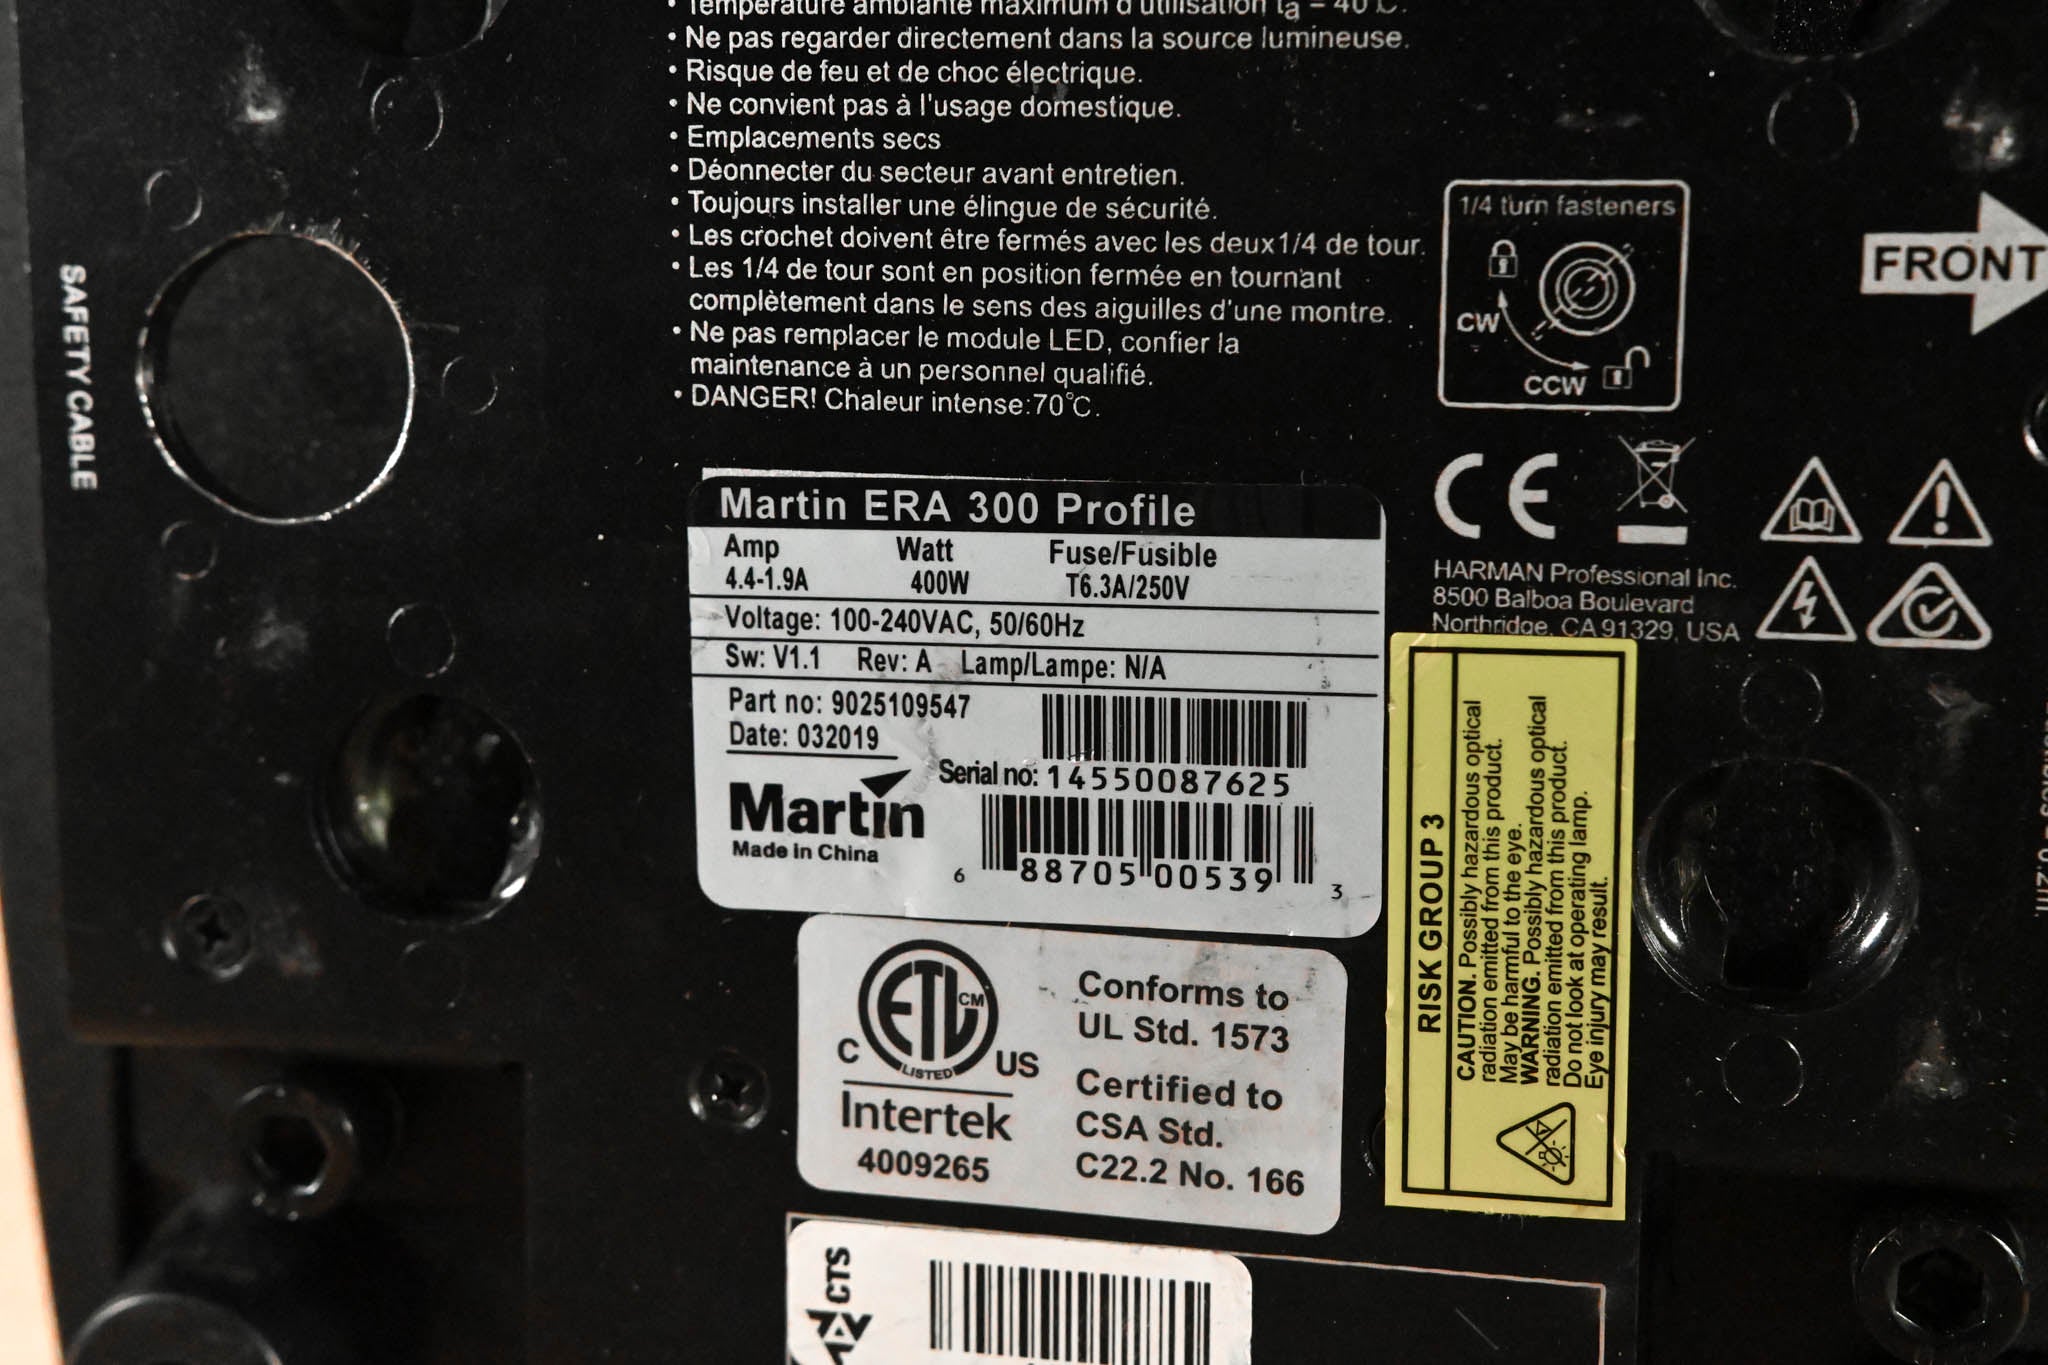 • Température ambiante maximum d'utilisation ta = 40°C.
• Ne pas regarder directement dans la source lumineuse.
• Risque de feu et de choc électrique.
• Ne convient pas à l'usage domestique.
• Emplacements secs
• Déonnecter du secteur avant entretien.
• Toujours installer une élingue de sécurité.
• Les crochet doivent être fermés avec les deux1/4 de tour.
• Les 1/4 de tour sont en position fermée en tournant
complètement dans le sens des aiguilles d'une montre.
• Ne pas remplacer le module LED, confier la
maintenance à un personnel qualifié.
• DANGER! Chaleur intense:70°C.
SAFETY CABLE
1/4 turn fasteners
CW
CCW
FRONT
CE
HARMAN Professional Inc.
8500 Balboa Boulevard
Northridge, CA 91329, USA
Martin ERA 300 Profile
Amp Watt Fuse/Fusible
4.4-1.9A 400W T6.3A/250V
Voltage: 100-240VAC, 50/60Hz
Sw: V1.1 Rev: A Lamp/Lampe: N/A
Part no: 9025109547
Date: 032019
Serial no: 14550087625
Martin
Made in China
6 88705 00539 3
RISK GROUP 3
CAUTION. Possibly hazardous optical
radiation emitted from this product.
May be harmful to the eye.
WARNING. Possibly hazardous optical
radiation emitted from this product.
Do not look at operating lamp.
Eye injury may result.
ETL CM
LISTED
C US
Intertek
4009265
Conforms to
UL Std. 1573
Certified to
CSA Std.
C22.2 No. 166
CTS